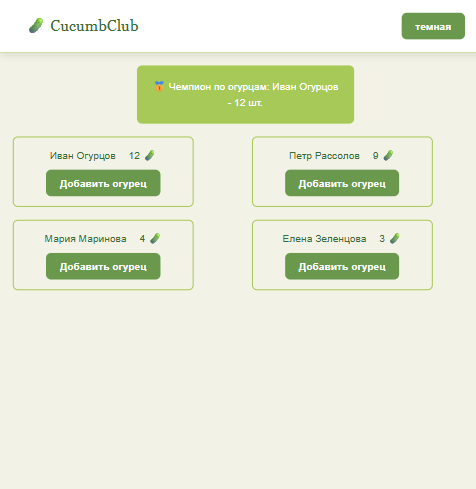 CucumbClub
темная
Чемпион по огурцам: Иван Огурцов
- 12 шт.
Иван Огурцов 12
Добавить огурец
Петр Рассолов 9
Добавить огурец
Мария Маринова 4
Добавить огурец
Елена Зеленцова 3
Добавить огурец